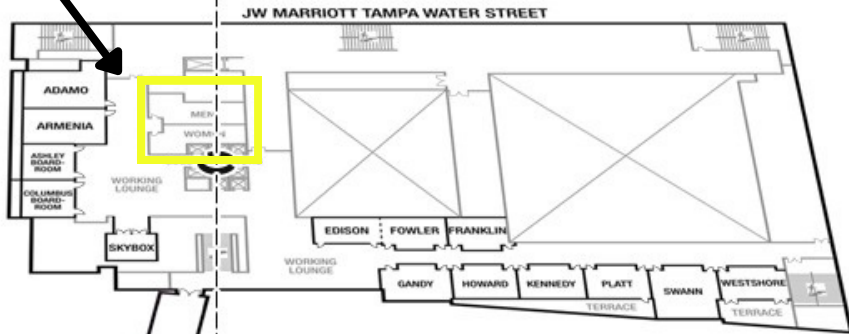 JW MARRIOTT TAMPA WATER STREET
ADAMO
MEN
ARMENIA
WOMEN
ASHLEY
BOARD-
ROOM
WORKING
LOUNGE
COLUMBUS
BOARD-
ROOM
EDISON
FOWLER
FRANKLIN
SKYBOX
WORKING
LOUNGE
GANDY
HOWARD
KENNEDY
PLATT
SWANN
WESTSHORE
TERRACE
TERRACE